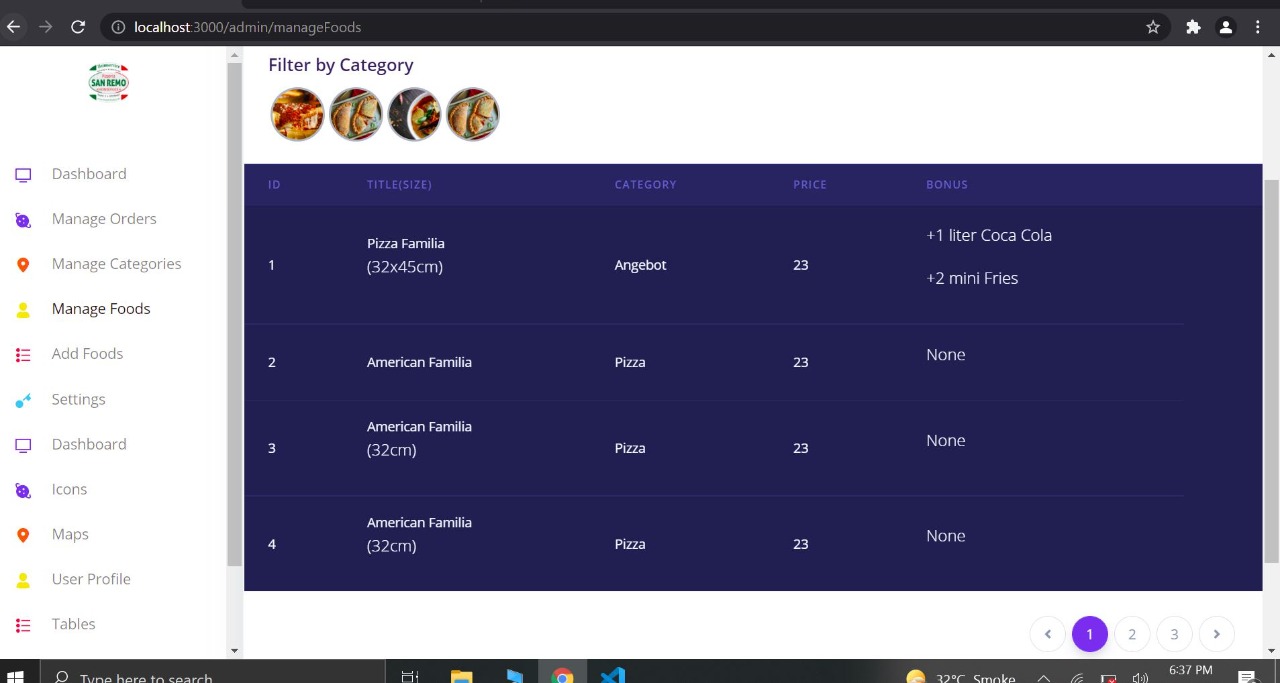 localhost:3000/admin/manageFoods
SAN REMO
Dashboard
Manage Orders
Manage Categories
Manage Foods
Add Foods
Settings
Dashboard
Icons
Maps
User Profile
Tables
Filter by Category
ID TITLE(SIZE) CATEGORY PRICE BONUS
1 Pizza Familia (32x45cm) Angebot 23 +1 liter Coca Cola +2 mini Fries
2 American Familia Pizza 23 None
3 American Familia (32cm) Pizza 23 None
4 American Familia (32cm) Pizza 23 None
1 2 3
Type here to search
32°C Smoke
6:37 PM